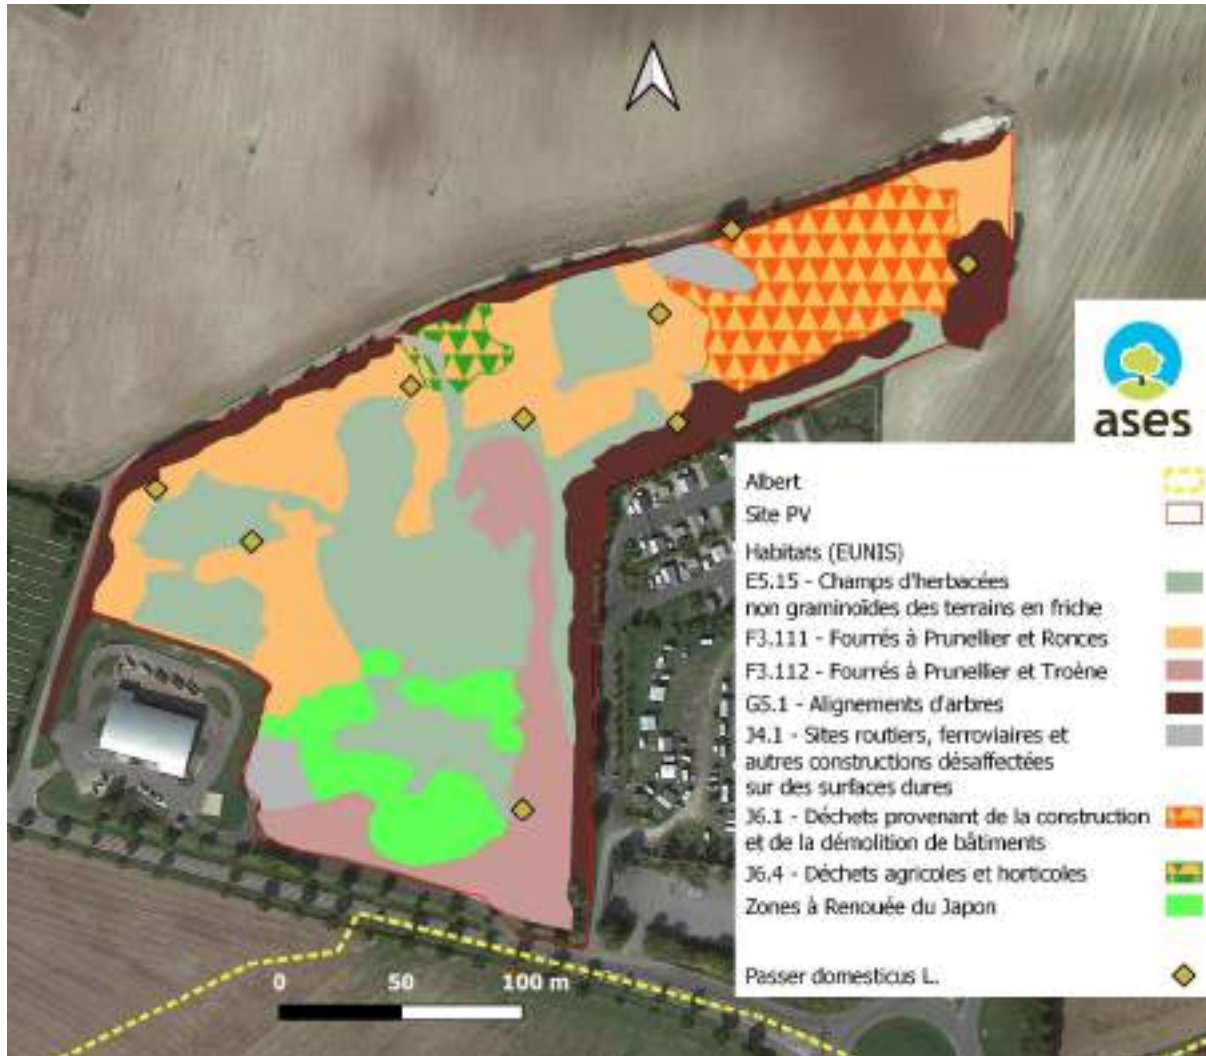 ases
Albert
Site PV
Habitats (EUNIS)
E5.15 - Champs d'herbacées
non graminoïdes des terrains en friche
F3.111 - Fourrés à Prunellier et Ronces
F3.112 - Fourrés à Prunellier et Troène
G5.1 - Alignements d'arbres
J4.1 - Sites routiers, ferroviaires et
autres constructions désaffectées
sur des surfaces dures
J6.1 - Déchets provenant de la construction
et de la démolition de bâtiments
J6.4 - Déchets agricoles et horticoles
Zones à Renouée du Japon
Passer domesticus L.
0 50 100 m